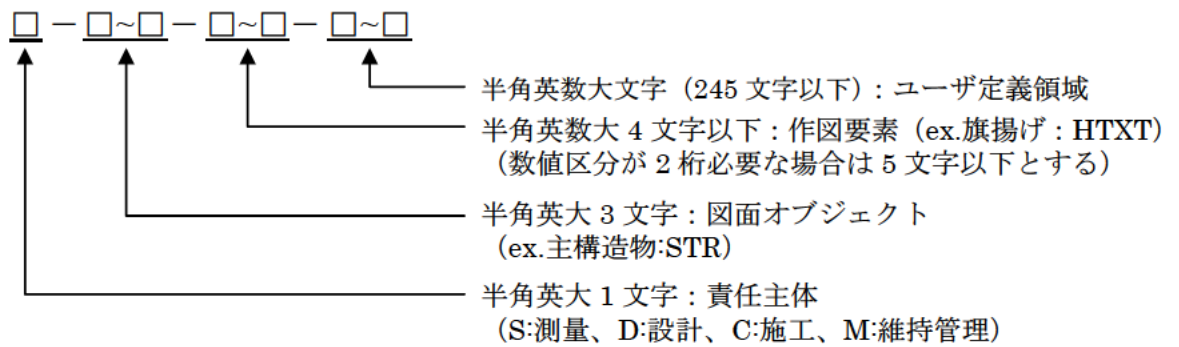 □－□~□－□~□－□~□
半角英数大文字（245 文字以下）：ユーザ定義領域
半角英数大 4 文字以下：作図要素（ex.旗揚げ：HTXT）
（数値区分が 2 桁必要な場合は 5 文字以下とする）
半角英大 3 文字：図面オブジェクト
（ex.主構造物:STR）
半角英大 1 文字：責任主体
（S:測量、D:設計、C:施工、M:維持管理）